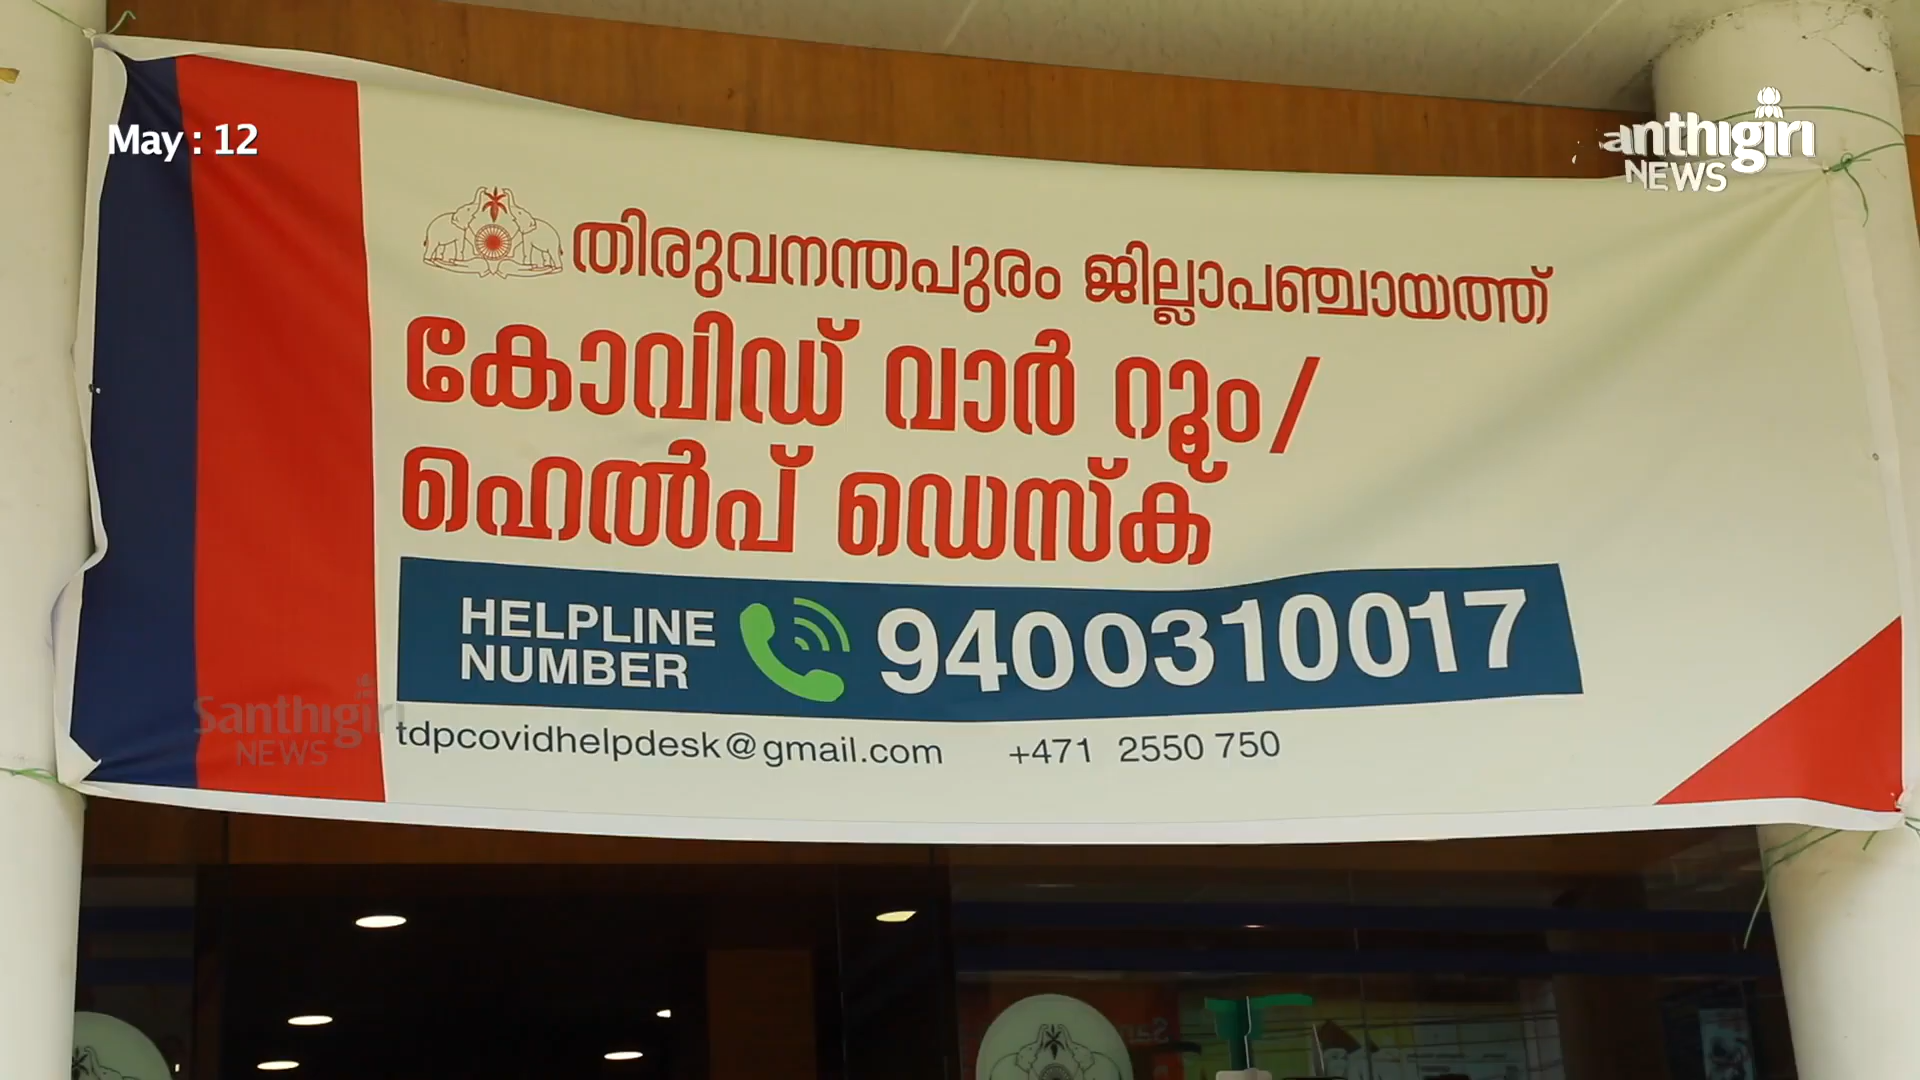 May : 12
anthigiri
NEWS
തിരുവനന്തപുരം ജില്ലാപഞ്ചായത്ത്
കോവിഡ് വാർ റൂം/
ഹെൽപ് ഡെസ്ക്
HELPLINE
NUMBER
9400310017
Santhigiri
NEWS
tdpcovidhelpdesk@gmail.com +471 2550 750